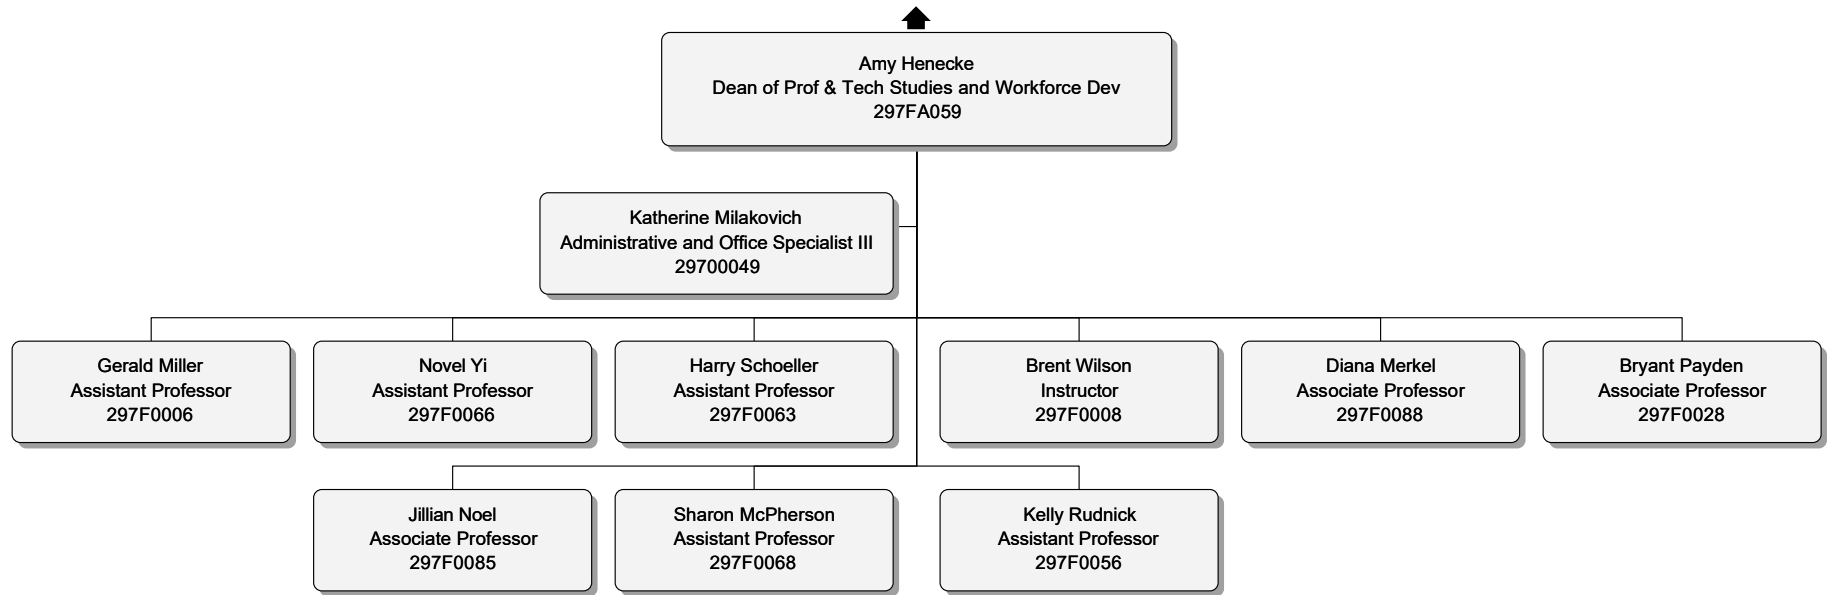 Amy Henecke
Dean of Prof & Tech Studies and Workforce Dev
297FA059
Katherine Milakovich
Administrative and Office Specialist III
29700049
Gerald Miller
Assistant Professor
297F0006
Novel Yi
Assistant Professor
297F0066
Harry Schoeller
Assistant Professor
297F0063
Brent Wilson
Instructor
297F0008
Diana Merkel
Associate Professor
297F0088
Bryant Payden
Associate Professor
297F0028
Jillian Noel
Associate Professor
297F0085
Sharon McPherson
Assistant Professor
297F0068
Kelly Rudnick
Assistant Professor
297F0056